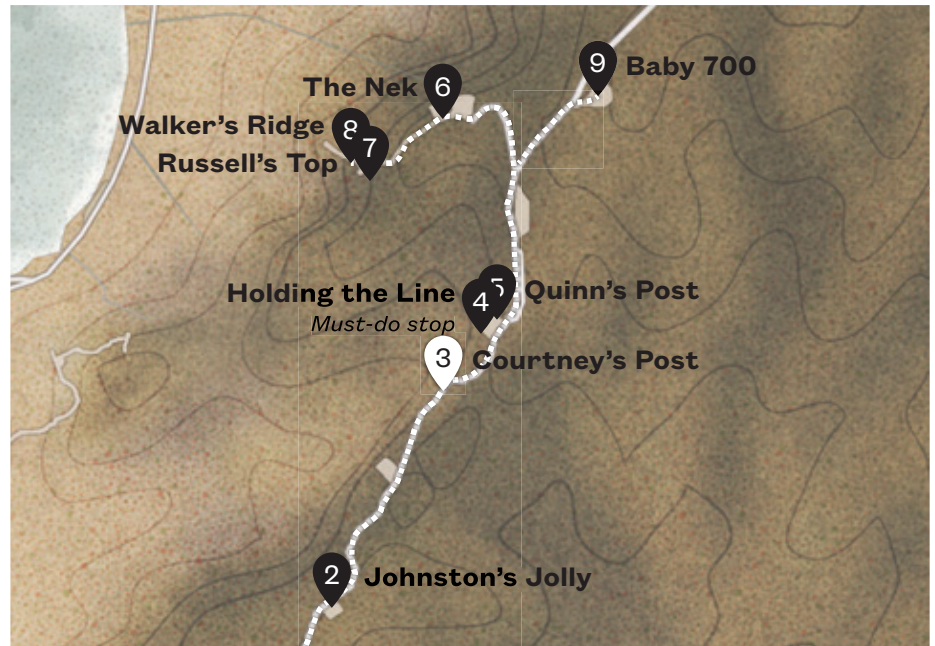 9 Baby 700
The Nek 6
Walker’s Ridge 8
Russell’s Top 7
5 Quinn’s Post
Holding the Line 4
Must-do stop
3 Courtney’s Post
2 Johnston’s Jolly